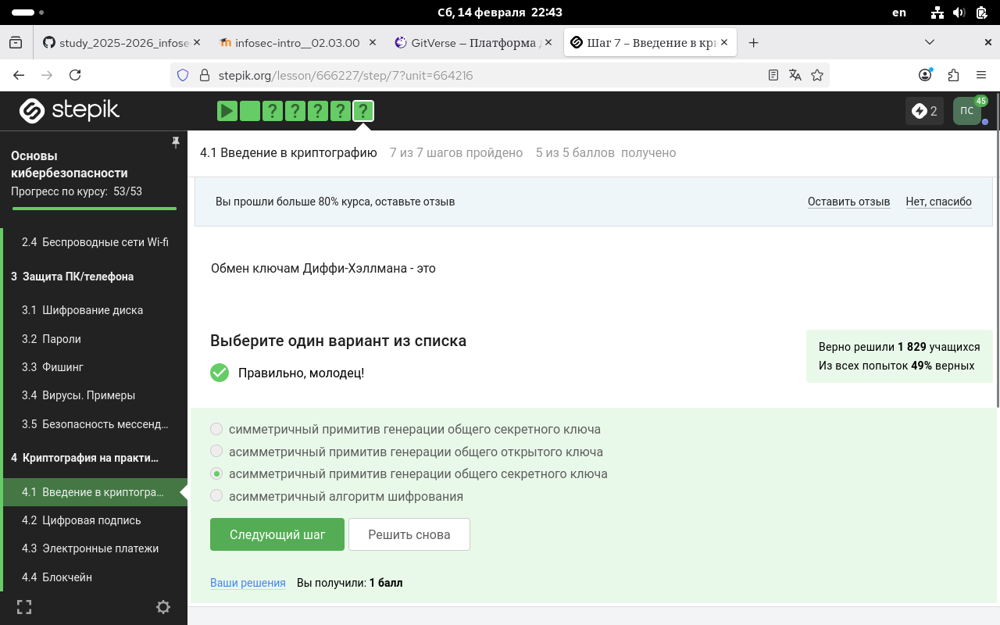 Сб, 14 февраля 22:43
en
study_2025-2026_infose
infosec-intro__02.03.00
GitVerse — Платформа
Шаг 7 – Введение в кри
stepik.org/lesson/666227/step/7?unit=664216
stepik
?
?
?
?
?
2
ПС
45
Основы
кибербезопасности
Прогресс по курсу: 53/53
4.1 Введение в криптографию 7 из 7 шагов пройдено 5 из 5 баллов получено
Вы прошли больше 80% курса, оставьте отзыв
Оставить отзыв
Нет, спасибо
2.4 Беспроводные сети Wi-fi
3 Защита ПК/телефона
3.1 Шифрование диска
3.2 Пароли
3.3 Фишинг
3.4 Вирусы. Примеры
3.5 Безопасность мессенд…
4 Криптография на практи…
4.1 Введение в криптогра…
4.2 Цифровая подпись
4.3 Электронные платежи
4.4 Блокчейн
Обмен ключам Диффи-Хэллмана - это
Выберите один вариант из списка
Правильно, молодец!
Верно решили 1 829 учащихся
Из всех попыток 49% верных
симметричный примитив генерации общего секретного ключа
асимметричный примитив генерации общего открытого ключа
асимметричный примитив генерации общего секретного ключа
асимметричный алгоритм шифрования
Следующий шаг
Решить снова
Ваши решения
Вы получили: 1 балл